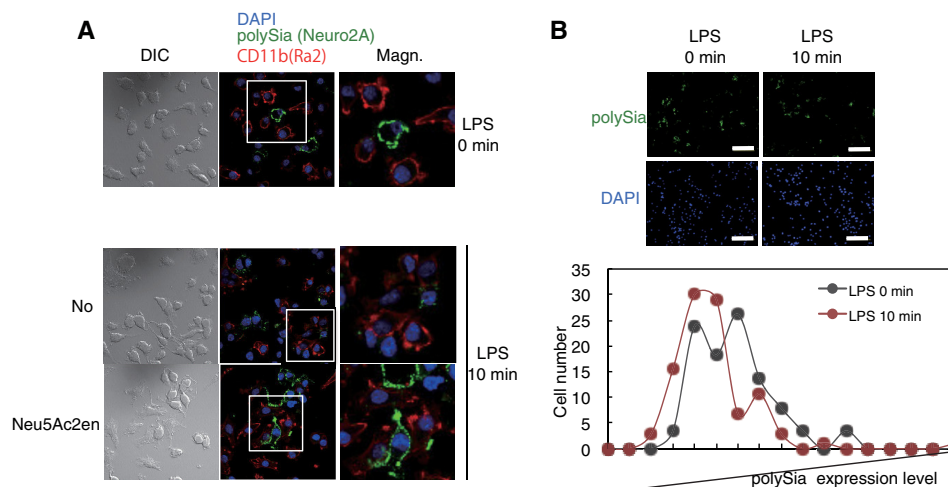 A
DAPI
polySia (Neuro2A)
CD11b(Ra2)
DIC
Magn.
LPS
0 min
No
Neu5Ac2en
LPS
10 min
B
LPS
0 min
LPS
10 min
polySia
DAPI
35
30
25
20
15
10
5
0
Cell number
LPS 0 min
LPS 10 min
polySia expression level